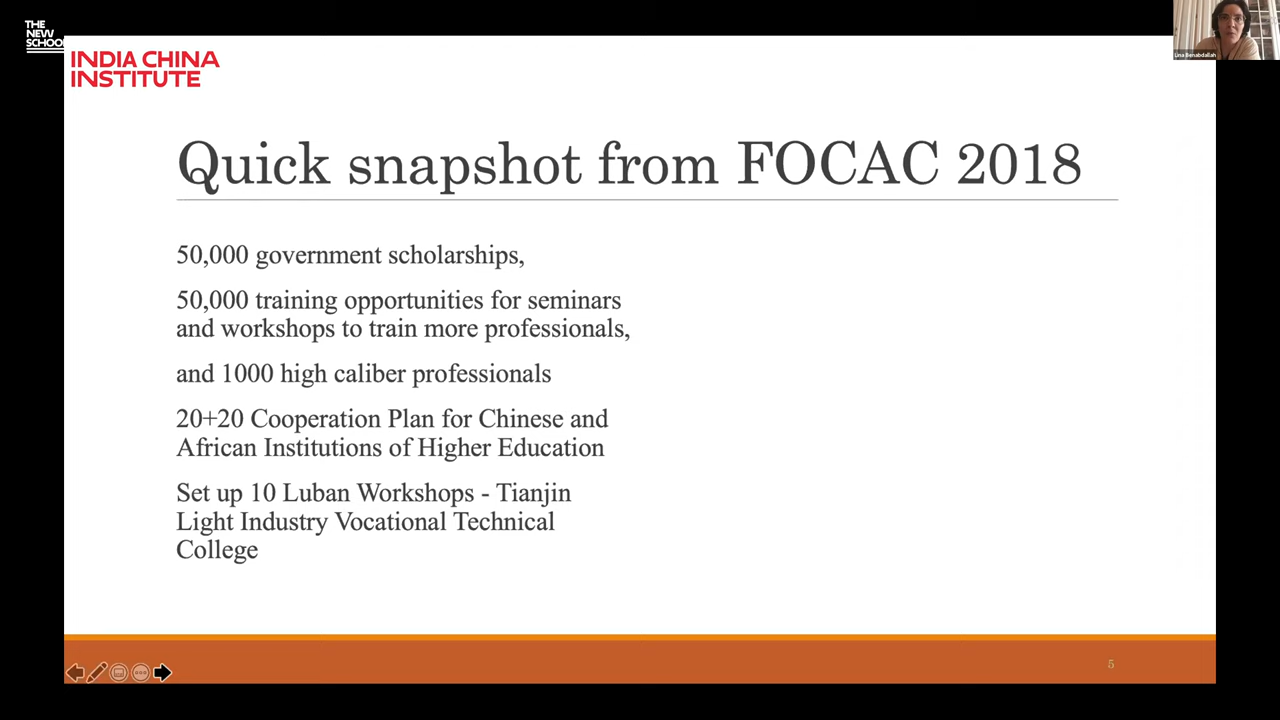 THE
NEW
SCHOOL
INDIA CHINA
INSTITUTE
Lina Benabdallah
Quick snapshot from FOCAC 2018
50,000 government scholarships,
50,000 training opportunities for seminars
and workshops to train more professionals,
and 1000 high caliber professionals
20+20 Cooperation Plan for Chinese and
African Institutions of Higher Education
Set up 10 Luban Workshops - Tianjin
Light Industry Vocational Technical
College
5